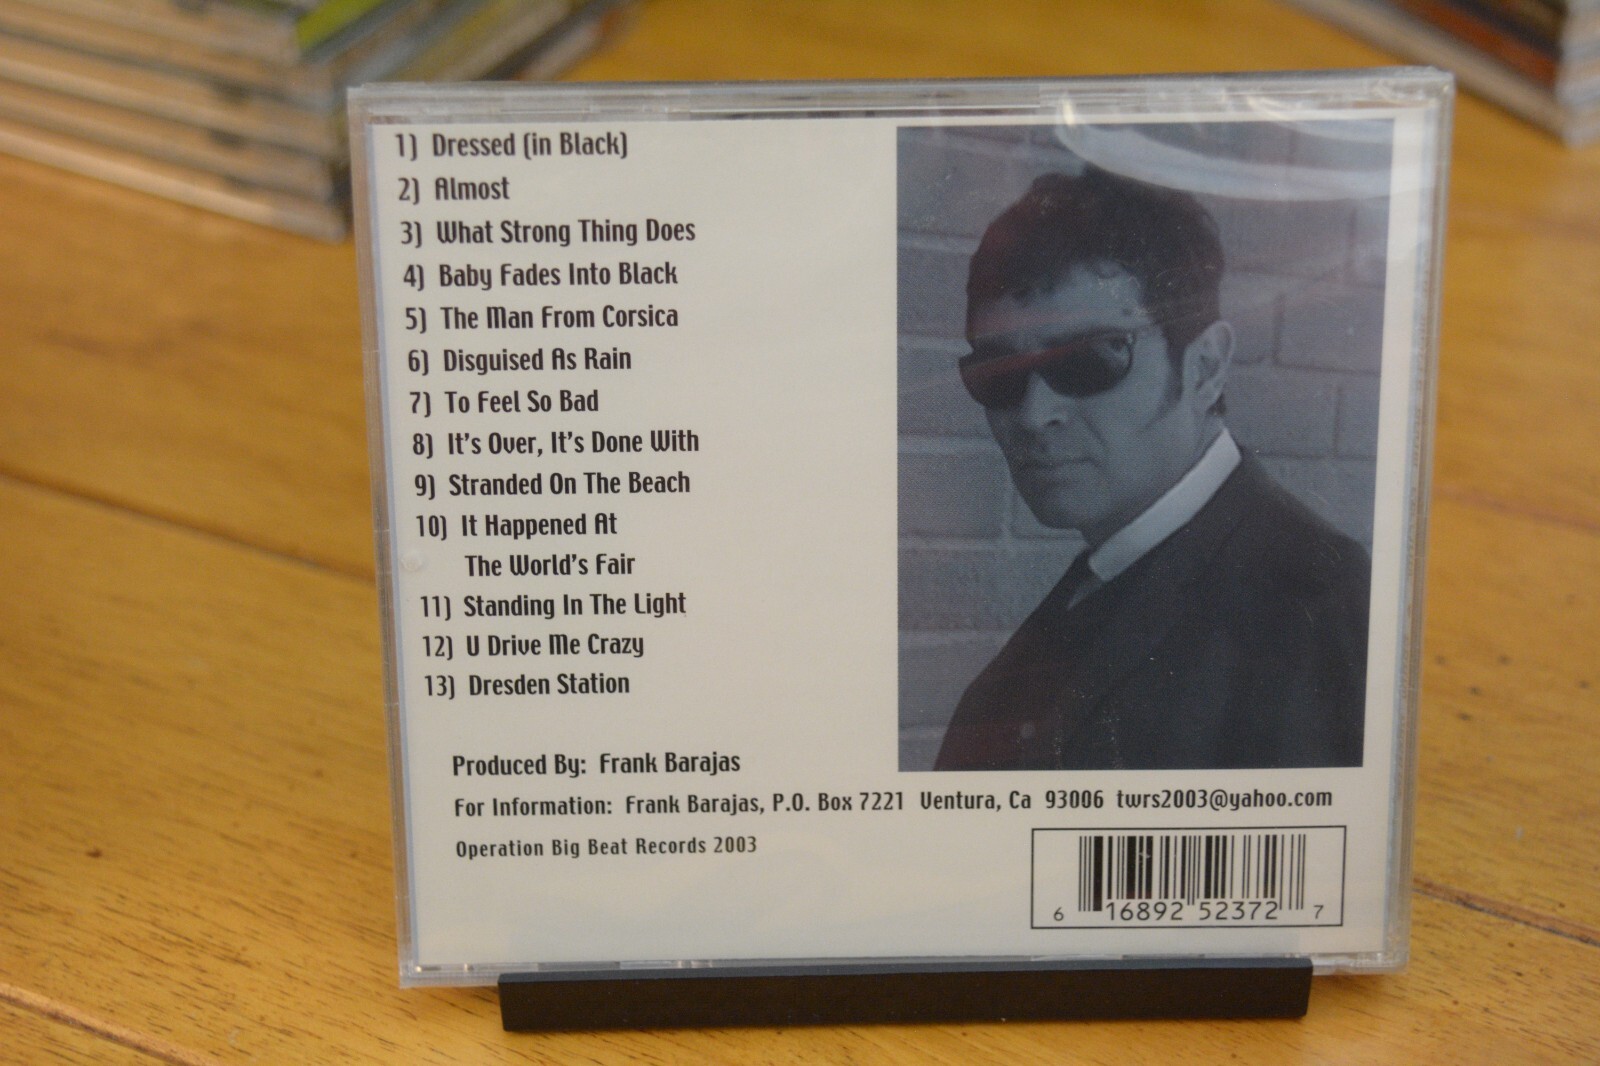 1) Dressed (in Black)
2) Almost
3) What Strong Thing Does
4) Baby Fades Into Black
5) The Man From Corsica
6) Disguised As Rain
7) To Feel So Bad
8) It's Over, It's Done With
9) Stranded On The Beach
10) It Happened At
The World's Fair
11) Standing In The Light
12) U Drive Me Crazy
13) Dresden Station
Produced By: Frank Barajas
For Information: Frank Barajas, P.O. Box 7221 Ventura, Ca 93006 twrs2003@yahoo.com
Operation Big Beat Records 2003
6 16892 52372 7